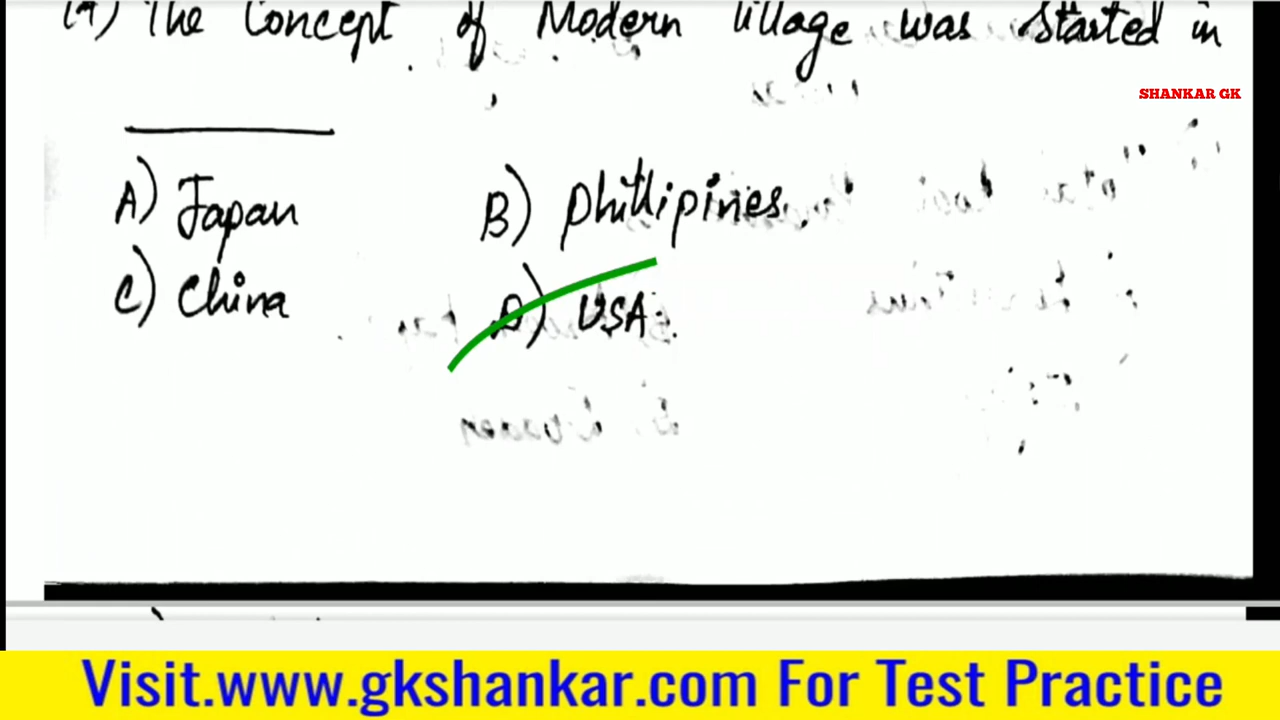 The Concept of Modern Village was started in
SHANKAR GK
A) Japan B) Phillipines.
C) China D) USA.
Visit.www.gkshankar.com For Test Practice